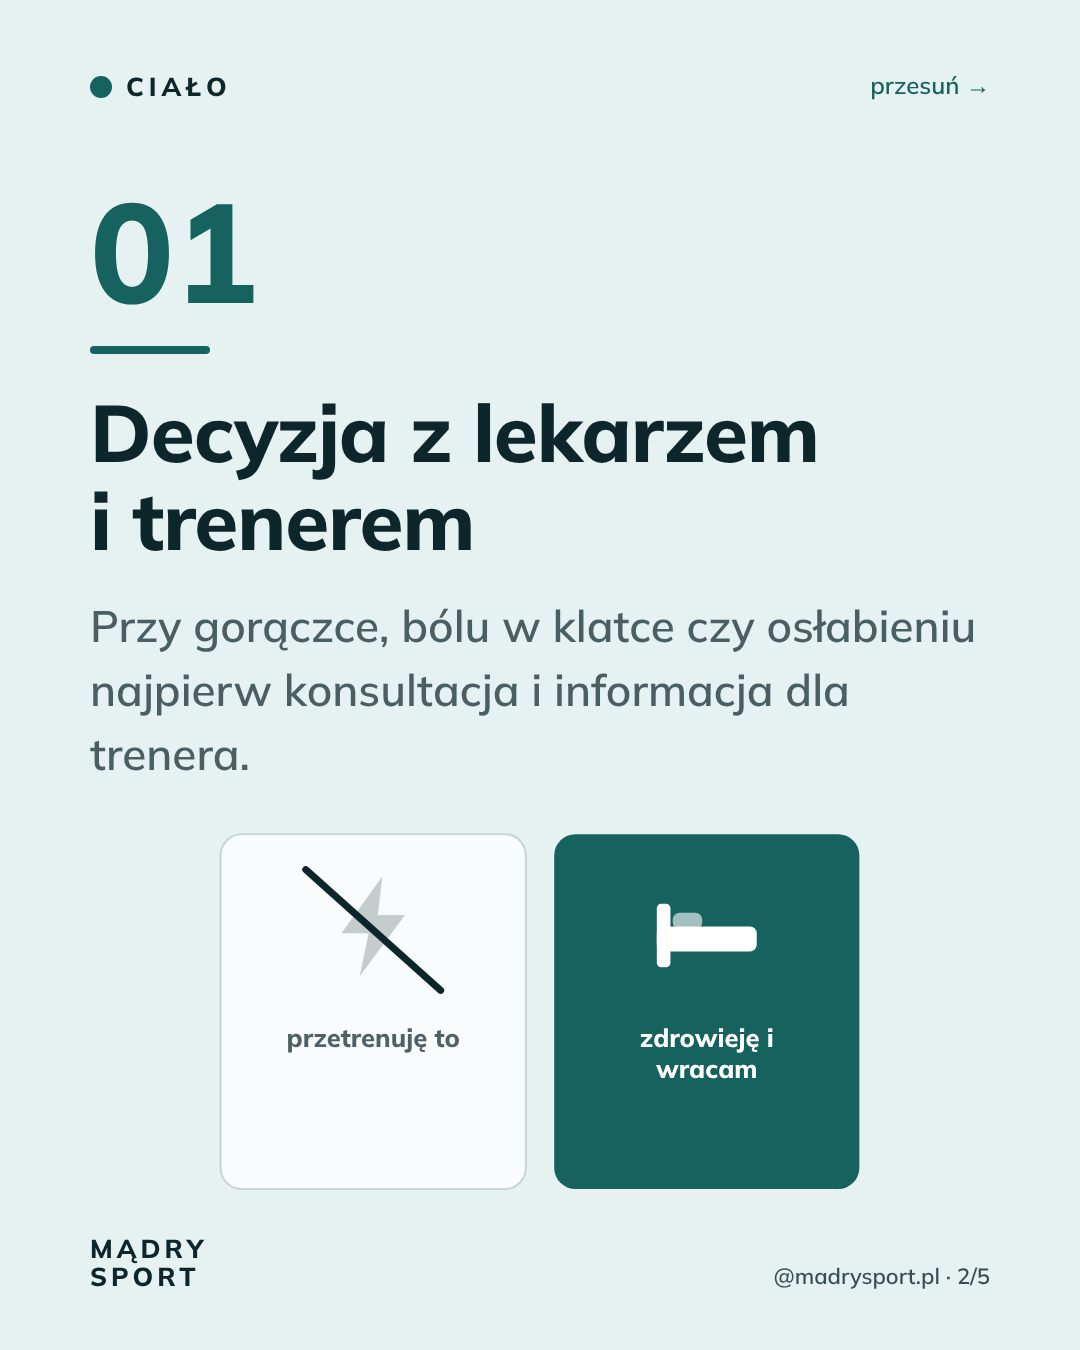 CIAŁO
przesuń →
01
Decyzja z lekarzem
i trenerem
Przy gorączce, bólu w klatce czy osłabieniu
najpierw konsultacja i informacja dla
trenera.
przetrenuję to
zdrowieję i
wracam
MĄDRY
SPORT
@madrysport.pl · 2/5